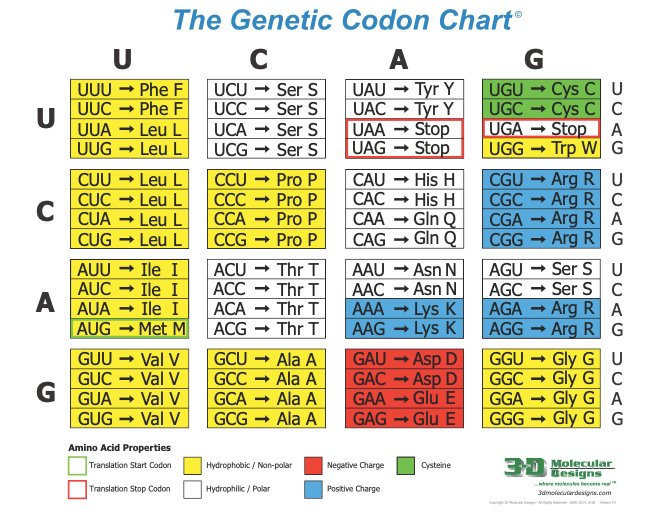 The Genetic Codon Chart©
U C A G
U
UUU → Phe F UCU → Ser S UAU → Tyr Y UGU → Cys C U
UUC → Phe F UCC → Ser S UAC → Tyr Y UGC → Cys C C
UUA → Leu L UCA → Ser S UAA → Stop UGA → Stop A
UUG → Leu L UCG → Ser S UAG → Stop UGG → Trp W G
C
CUU → Leu L CCU → Pro P CAU → His H CGU → Arg R U
CUC → Leu L CCC → Pro P CAC → His H CGC → Arg R C
CUA → Leu L CCA → Pro P CAA → Gln Q CGA → Arg R A
CUG → Leu L CCG → Pro P CAG → Gln Q CGG → Arg R G
A
AUU → Ile I ACU → Thr T AAU → Asn N AGU → Ser S U
AUC → Ile I ACC → Thr T AAC → Asn N AGC → Ser S C
AUA → Ile I ACA → Thr T AAA → Lys K AGA → Arg R A
AUG → Met M ACG → Thr T AAG → Lys K AGG → Arg R G
G
GUU → Val V GCU → Ala A GAU → Asp D GGU → Gly G U
GUC → Val V GCC → Ala A GAC → Asp D GGC → Gly G C
GUA → Val V GCA → Ala A GAA → Glu E GGA → Gly G A
GUG → Val V GCG → Ala A GAG → Glu E GGG → Gly G G
Amino Acid Properties
Translation Start Codon Hydrophobic / Non-polar Negative Charge Cysteine
Translation Stop Codon Hydrophilic / Polar Positive Charge
3-D Molecular Designs
...where molecules become real™
3dmoleculardesigns.com